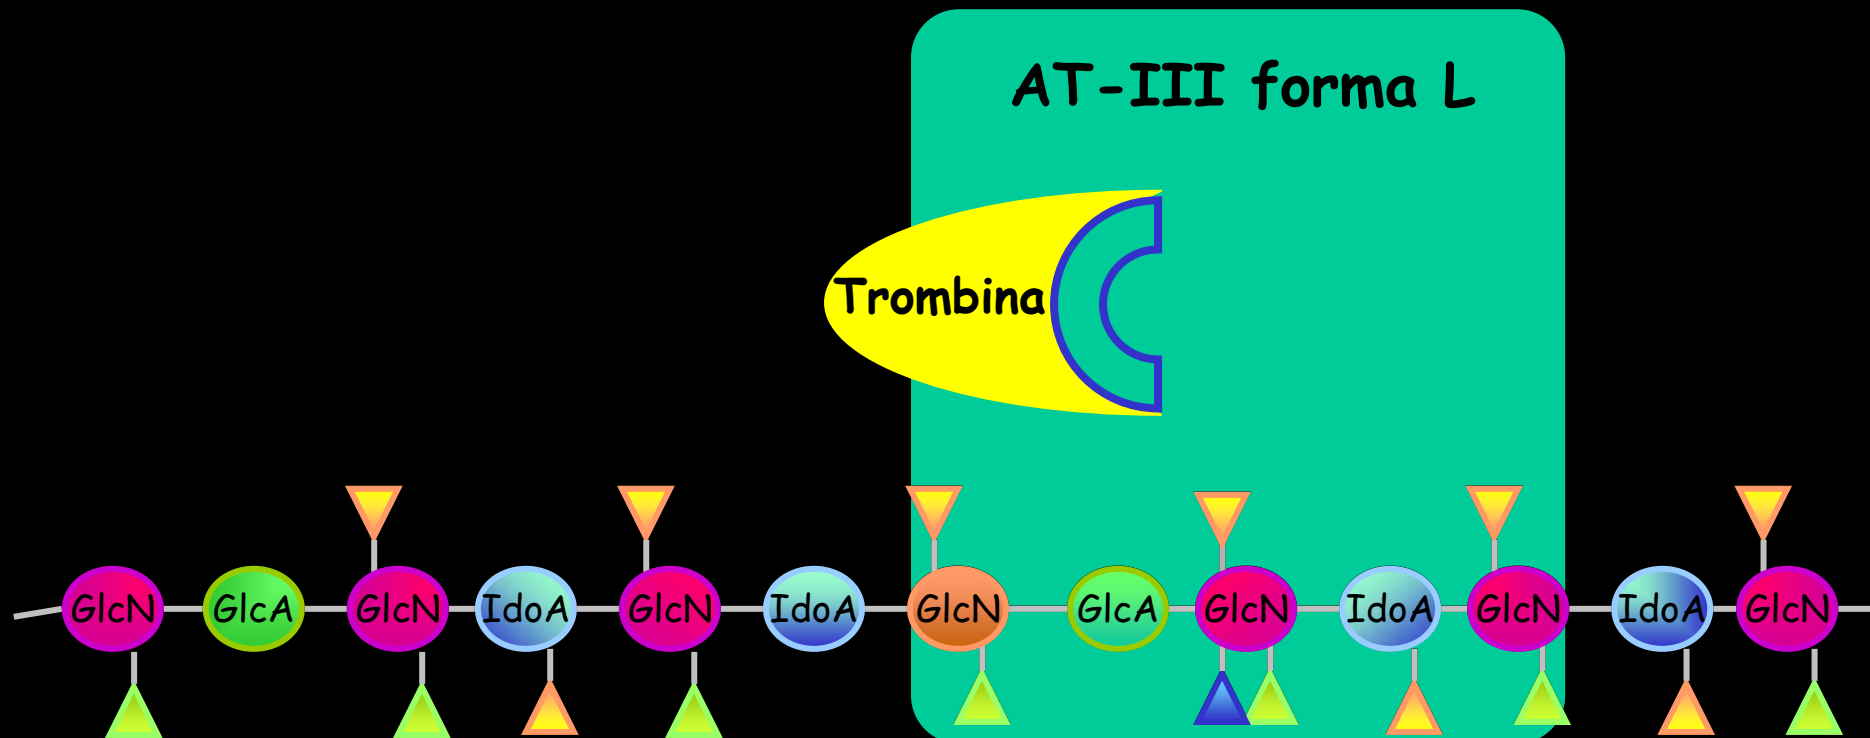 AT-III forma L
Trombina
GlcN GlcA GlcN IdoA GlcN IdoA GlcN GlcA GlcN IdoA GlcN IdoA GlcN